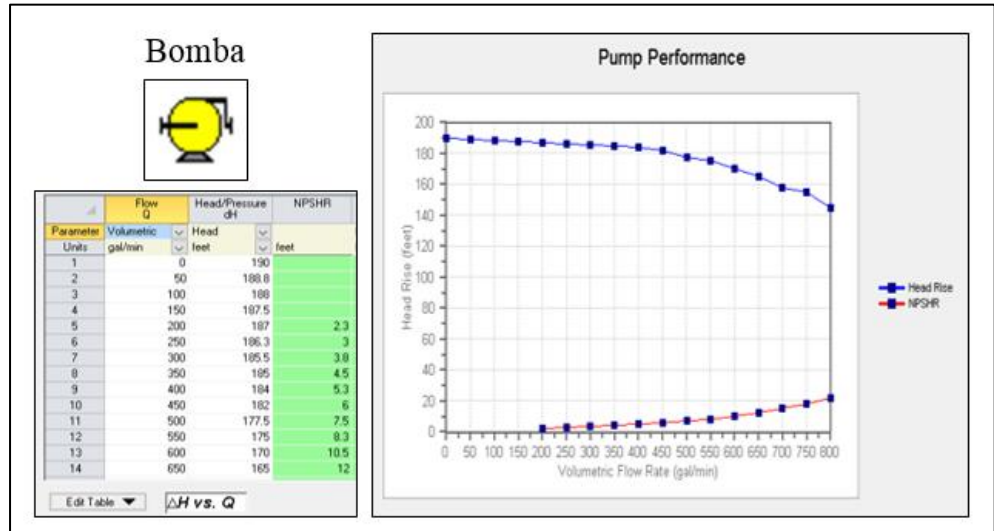 Bomba
Flow Q Head/Pressure dH NPSHR
Parameter Volumetric Head
Units gal/min feet feet
1 0 190
2 50 188.8
3 100 188
4 150 187.5
5 200 187 2.3
6 250 186.3 3
7 300 185.5 3.8
8 350 185 4.5
9 400 184 5.3
10 450 182 6
11 500 177.5 7.5
12 550 175 8.3
13 600 170 10.5
14 650 165 12
Edit Table ▼ △H vs. Q
Pump Performance
Head Rise (feet)
200
180
160
140
120
100
80
60
40
20
0
0 50 100 150 200 250 300 350 400 450 500 550 600 650 700 750 800
Volumetric Flow Rate (gal/min)
Head Rise
NPSHR